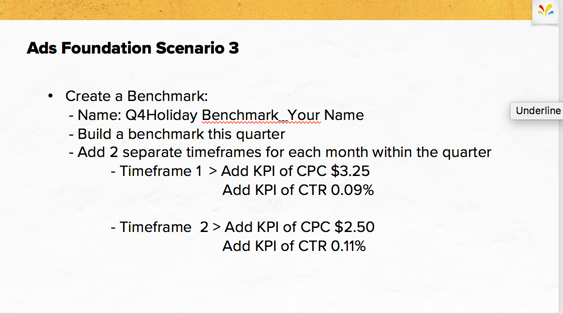 Ads Foundation Scenario 3
• Create a Benchmark:
- Name: Q4Holiday Benchmark_Your Name
Underline
- Build a benchmark this quarter
- Add 2 separate timeframes for each month within the quarter
- Timeframe 1 > Add KPI of CPC $3.25
Add KPI of CTR 0.09%
- Timeframe 2 > Add KPI of CPC $2.50
Add KPI of CTR 0.11%